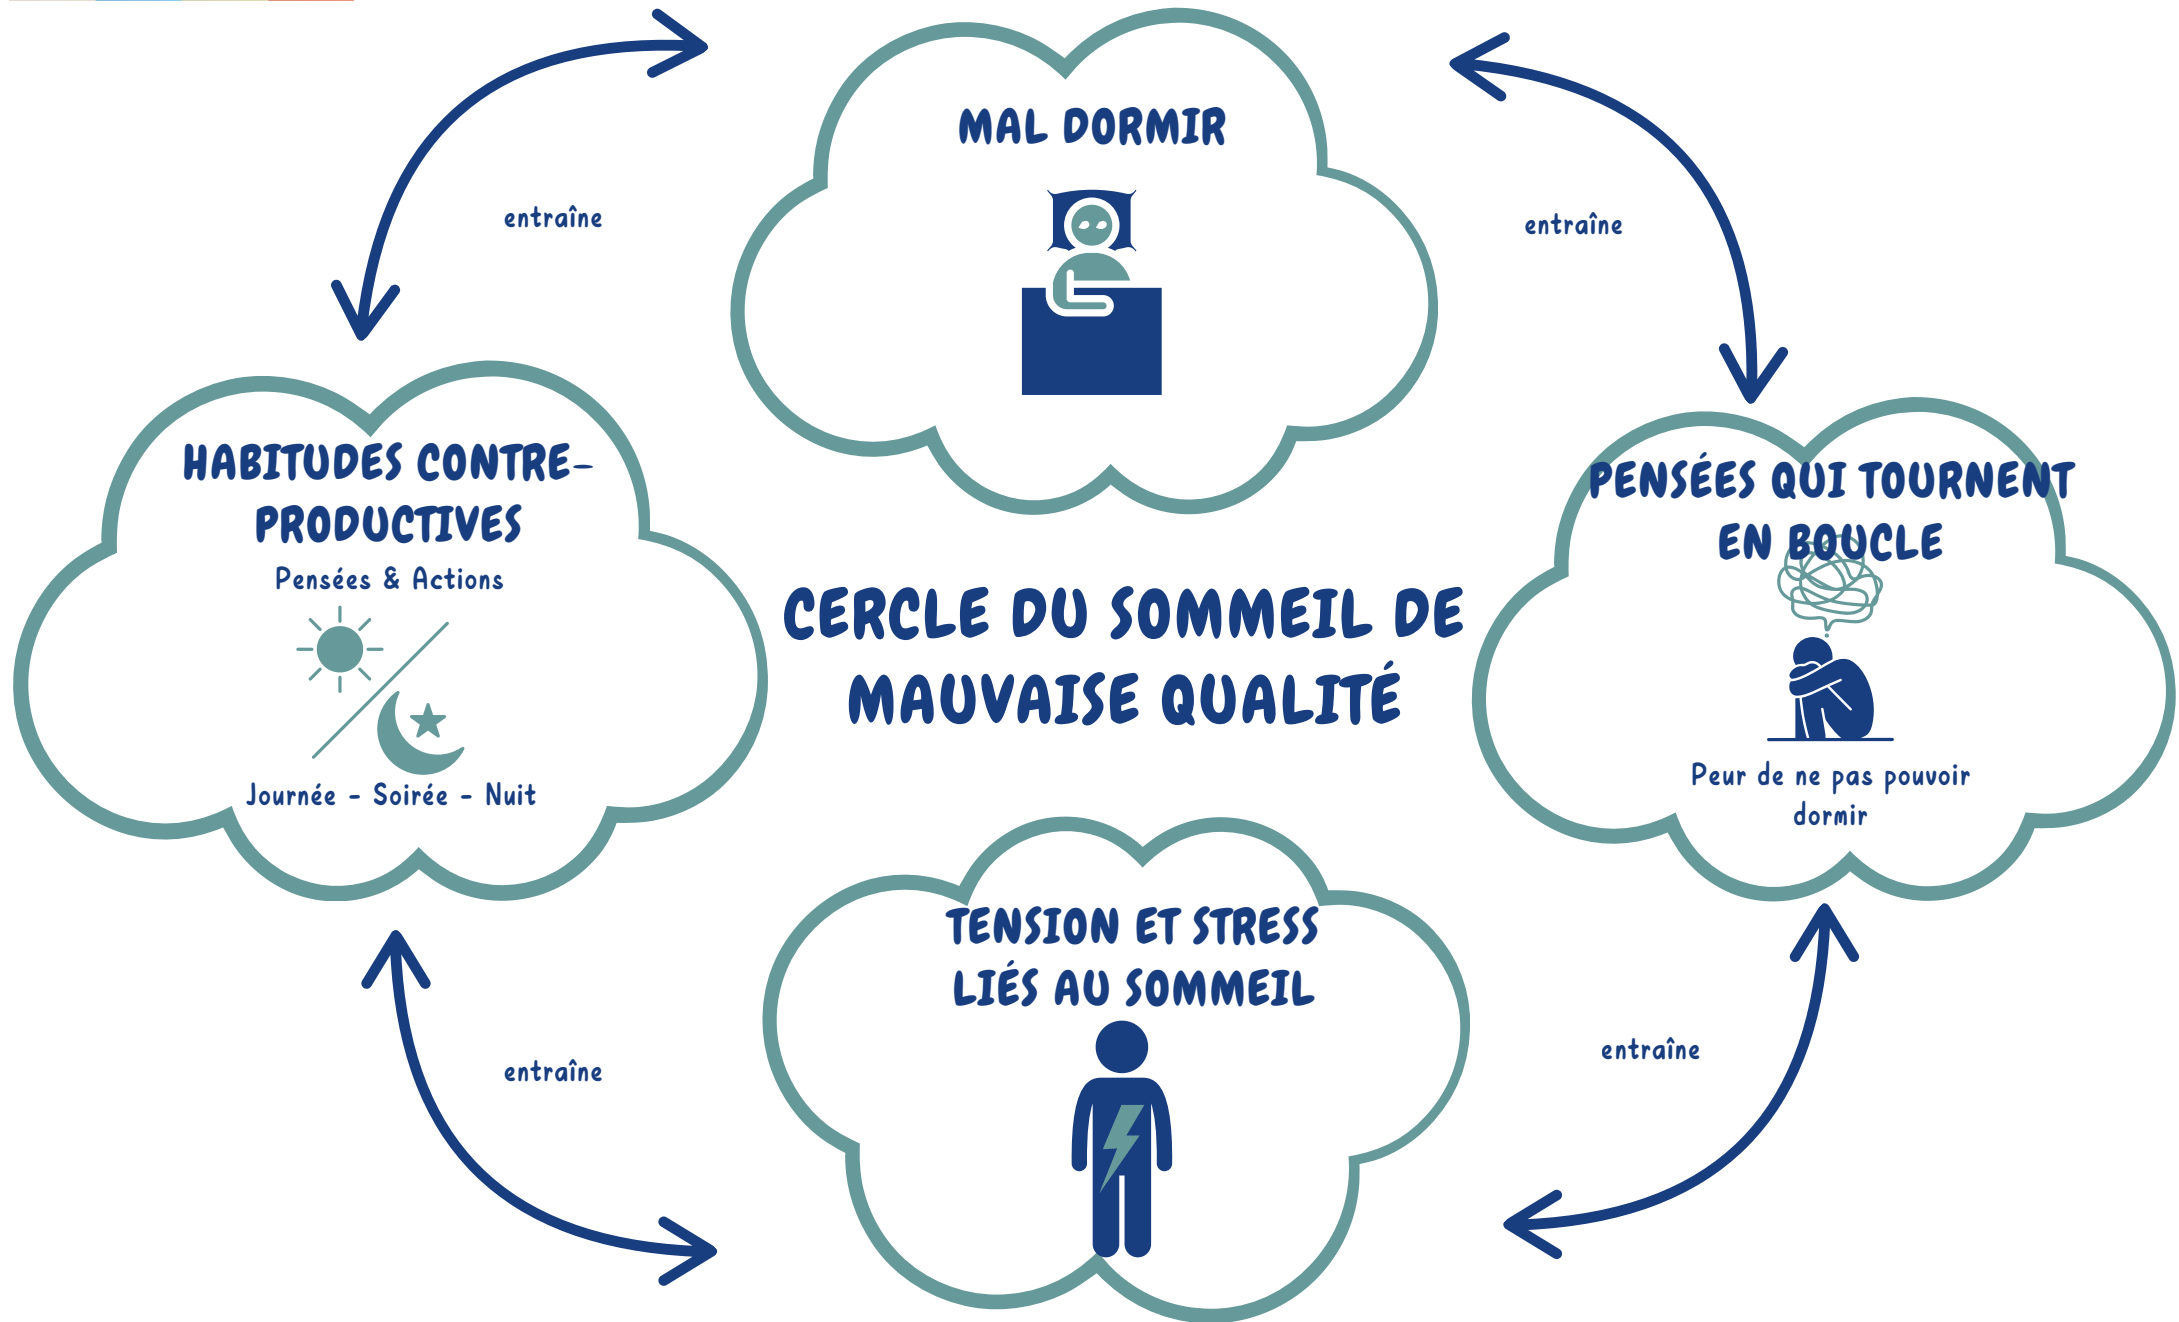 MAL DORMIR
entraîne
entraîne
HABITUDES CONTRE-
PRODUCTIVES
Pensées & Actions
Journée - Soirée - Nuit
CERCLE DU SOMMEIL DE
MAUVAISE QUALITÉ
PENSÉES QUI TOURNENT
EN BOUCLE
Peur de ne pas pouvoir
dormir
TENSION ET STRESS
LIÉS AU SOMMEIL
entraîne
entraîne